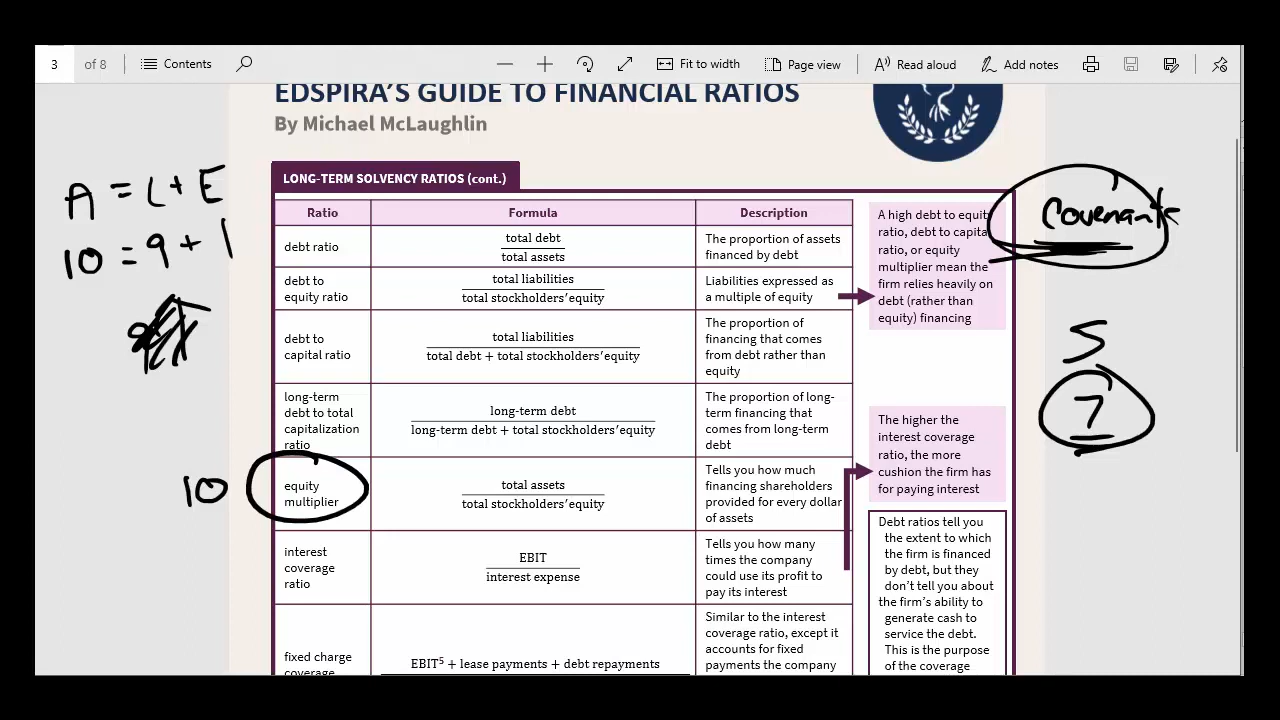 3 of 8 Contents Fit to width Page view Read aloud Add notes
EDSPIRA'S GUIDE TO FINANCIAL RATIOS
By Michael McLaughlin
LONG-TERM SOLVENCY RATIOS (cont.)
Ratio Formula Description
debt ratio
total debt
total assets
The proportion of assets
financed by debt
debt to
equity ratio
total liabilities
total stockholders'equity
Liabilities expressed as
a multiple of equity
debt to
capital ratio
total liabilities
total debt + total stockholders'equity
The proportion of
financing that comes
from debt rather than
equity
long-term
debt to total
capitalization
ratio
long-term debt
long-term debt + total stockholders'equity
The proportion of long-
term financing that
comes from long-term
debt
equity
multiplier
total assets
total stockholders'equity
Tells you how much
financing shareholders
provided for every dollar
of assets
interest
coverage
ratio
EBIT
interest expense
Tells you how many
times the company
could use its profit to
pay its interest
fixed charge
coverage
EBIT⁵ + lease payments + debt repayments
Similar to the interest
coverage ratio, except it
accounts for fixed
payments the company
A high debt to equity
ratio, debt to capital
ratio, or equity
multiplier mean the
firm relies heavily on
debt (rather than
equity) financing
The higher the
interest coverage
ratio, the more
cushion the firm has
for paying interest
Debt ratios tell you
the extent to which
the firm is financed
by debt, but they
don't tell you about
the firm's ability to
generate cash to
service the debt.
This is the purpose
of the coverage
A = L + E
10 = 9 + 1
10
Covenants
5
7